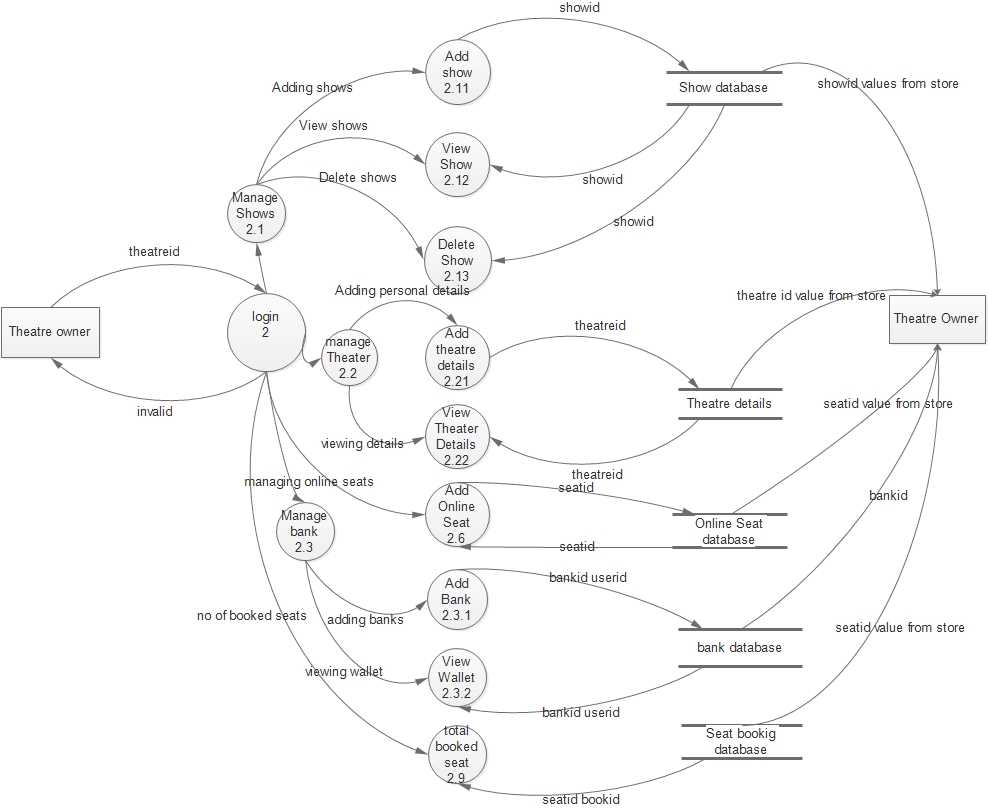 showid
Add
show
2.11
Adding shows
Show database
showid values from store
View shows
View
Show
2.12
Delete shows
showid
Manage
Shows
2.1
showid
Delete
Show
2.13
theatreid
Adding personal details
theatre id value from store
Theatre owner
login
2
manage
Theater
2.2
Add
theatre
details
2.21
theatreid
Theatre Owner
Theatre details
seatid value from store
invalid
viewing details
View
Theater
Details
2.22
theatreid
managing online seats
seatid
bankid
Manage
bank
2.3
Add
Online
Seat
2.6
Online Seat
database
seatid
Add
Bank
2.3.1
bankid userid
no of booked seats
adding banks
seatid value from store
bank database
viewing wallet
View
Wallet
2.3.2
bankid userid
total
booked
seat
2.9
Seat bookig
database
seatid bookid